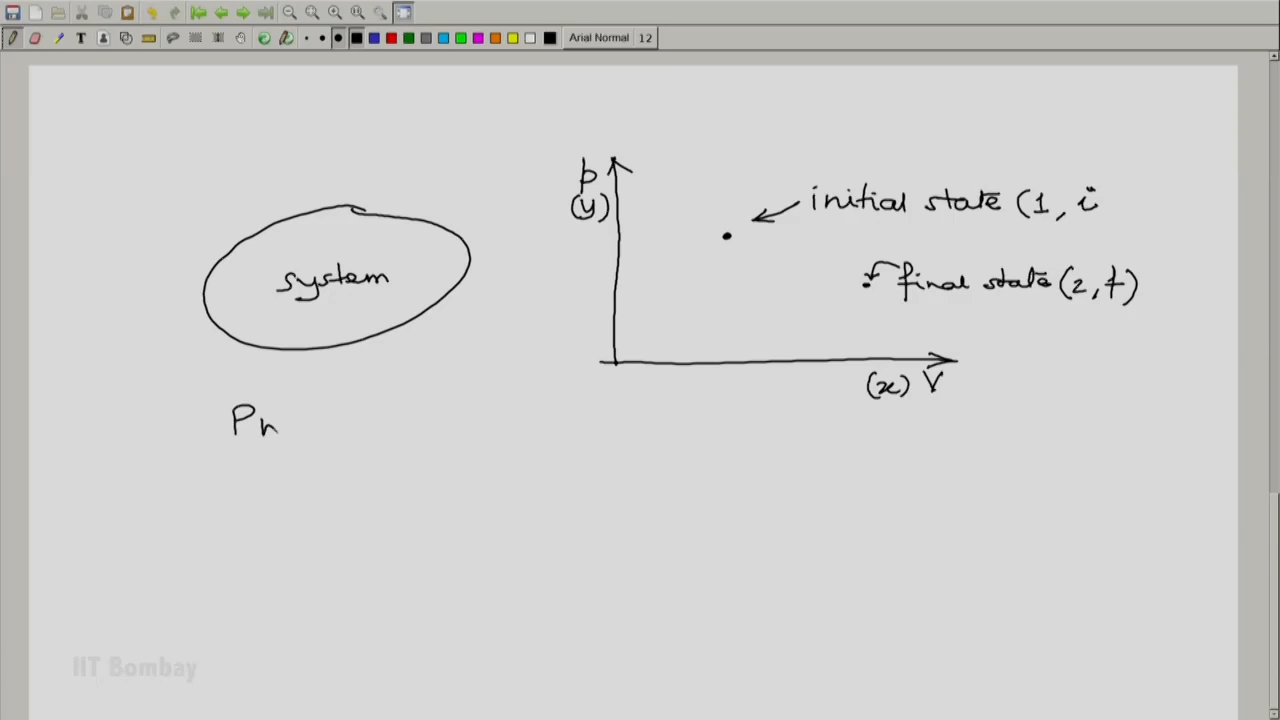 Arial Normal 12
p
(y)
initial state (1, i
final state (2, f)
system
(x) V
Pr
IIT Bombay